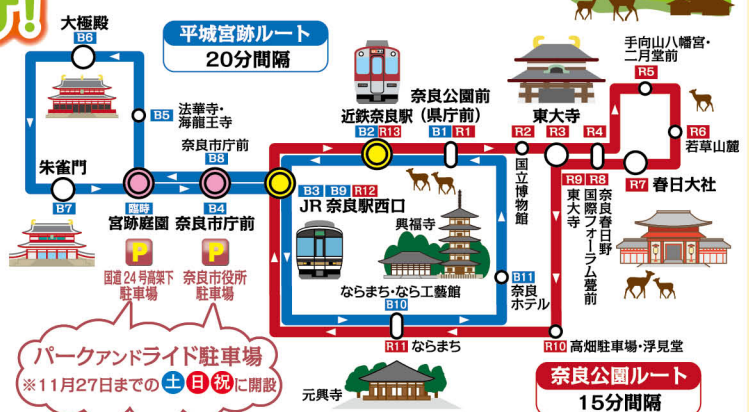 !
大極殿
B6
平城宮跡ルート
20分間隔
B5
法華寺・
海龍王寺
朱雀門
B7
奈良市庁前
B8
臨時
宮跡庭園
B4
奈良市庁前
P
国道24号高架下
駐車場
P
奈良市役所
駐車場
近鉄奈良駅
B2 R13
奈良公園前
(県庁前)
B1 R1
B3 B9 R12
JR 奈良駅西口
興福寺
ならまち・なら工藝館
B10
R11 ならまち
元興寺
B11
奈良
ホテル
東大寺
R2
国立博物館
R3
R4
R9 R8
東大寺
奈良春日野
国際フォーラム甍前
手向山八幡宮・
二月堂前
R5
R6
若草山麓
R7
春日大社
R10 高畑駐車場・浮見堂
奈良公園ルート
15分間隔
パークアンドライド駐車場
※11月27日までの 土 日 祝 に開設